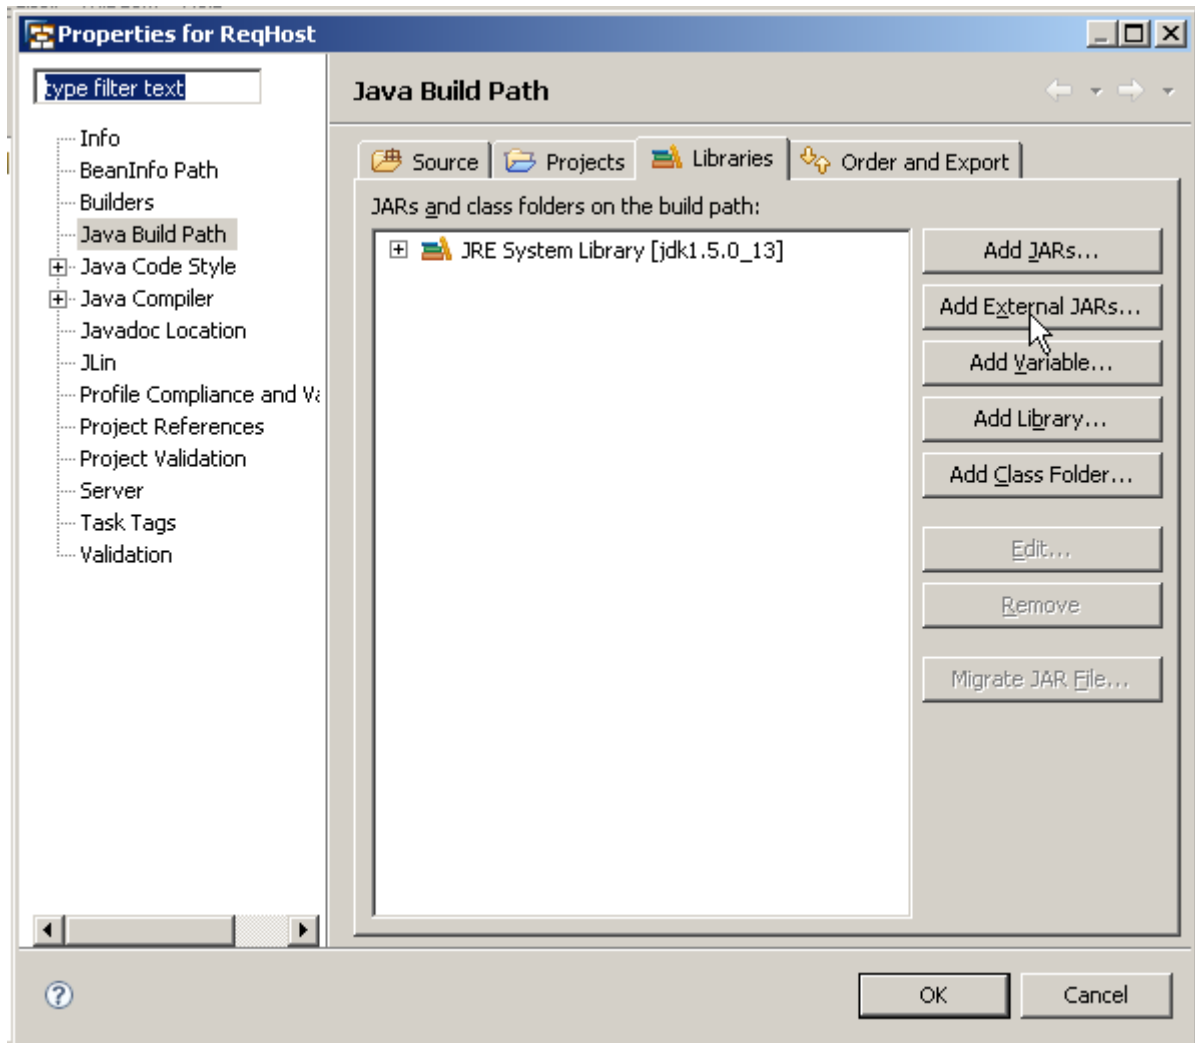 Properties for ReqHost
type filter text
Info
BeanInfo Path
Builders
Java Build Path
Java Code Style
Java Compiler
Javadoc Location
JLin
Profile Compliance and
Project References
Project Validation
Server
Task Tags
Validation
Java Build Path
Source Projects Libraries Order and Export
JARs and class folders on the build path:
JRE System Library [jdk1.5.0_13]
Add JARs...
Add External JARs...
Add Variable...
Add Library...
Add Class Folder...
Edit...
Remove
Migrate JAR File...
OK Cancel